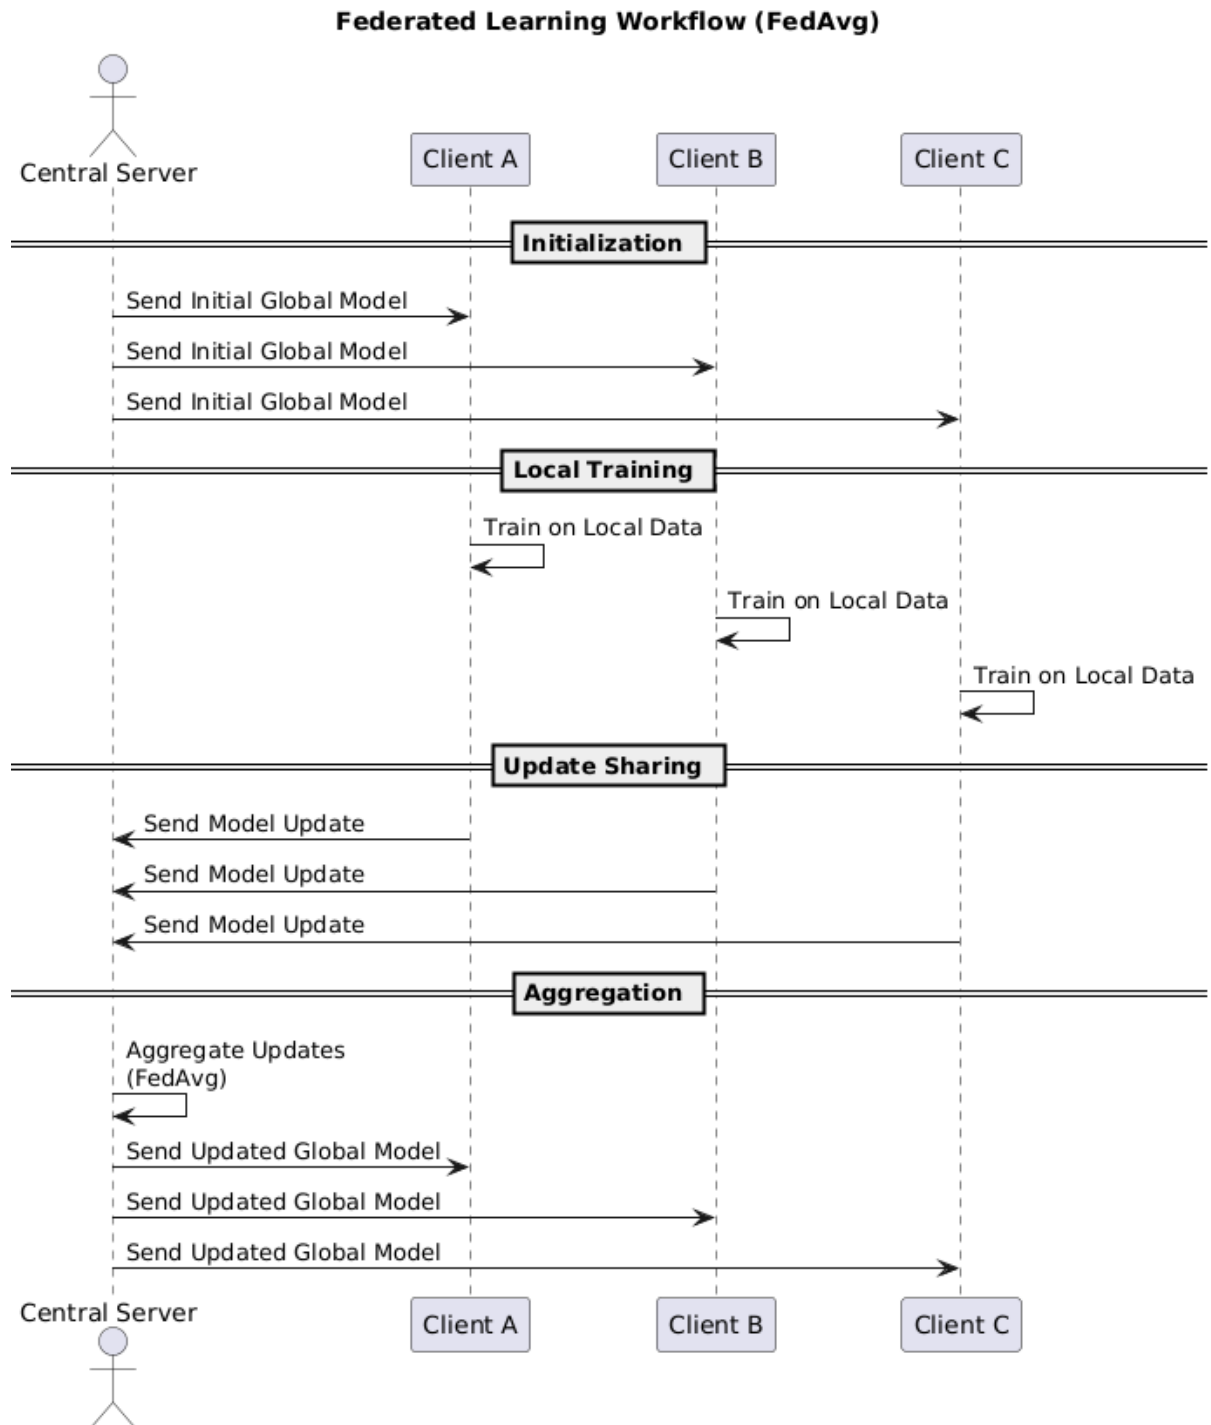 Federated Learning Workflow (FedAvg)
Central Server
Client A
Client B
Client C
Initialization
Send Initial Global Model
Send Initial Global Model
Send Initial Global Model
Local Training
Train on Local Data
Train on Local Data
Train on Local Data
Update Sharing
Send Model Update
Send Model Update
Send Model Update
Aggregation
Aggregate Updates
(FedAvg)
Send Updated Global Model
Send Updated Global Model
Send Updated Global Model
Central Server
Client A
Client B
Client C